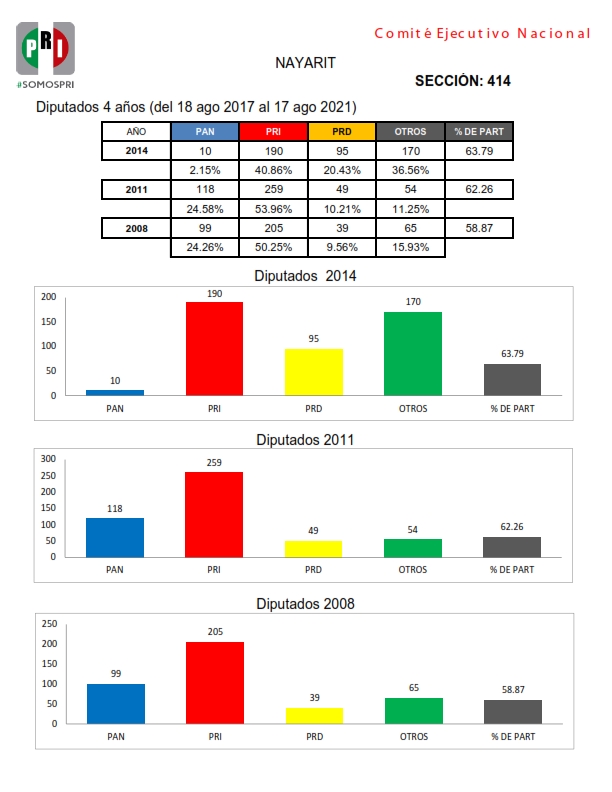 Comité Ejecutivo Nacional
PRI
#SOMOSPRI
NAYARIT
SECCIÓN: 414
Diputados 4 años (del 18 ago 2017 al 17 ago 2021)
AÑO PAN PRI PRD OTROS % DE PART
2014 10 190 95 170 63.79
2.15% 40.86% 20.43% 36.56%
2011 118 259 49 54 62.26
24.58% 53.96% 10.21% 11.25%
2008 99 205 39 65 58.87
24.26% 50.25% 9.56% 15.93%
Diputados 2014
200
150
100
50
0
10 190 95 170 63.79
PAN PRI PRD OTROS % DE PART
Diputados 2011
300
250
200
150
100
50
0
118 259 49 54 62.26
PAN PRI PRD OTROS % DE PART
Diputados 2008
250
200
150
100
50
0
99 205 39 65 58.87
PAN PRI PRD OTROS % DE PART